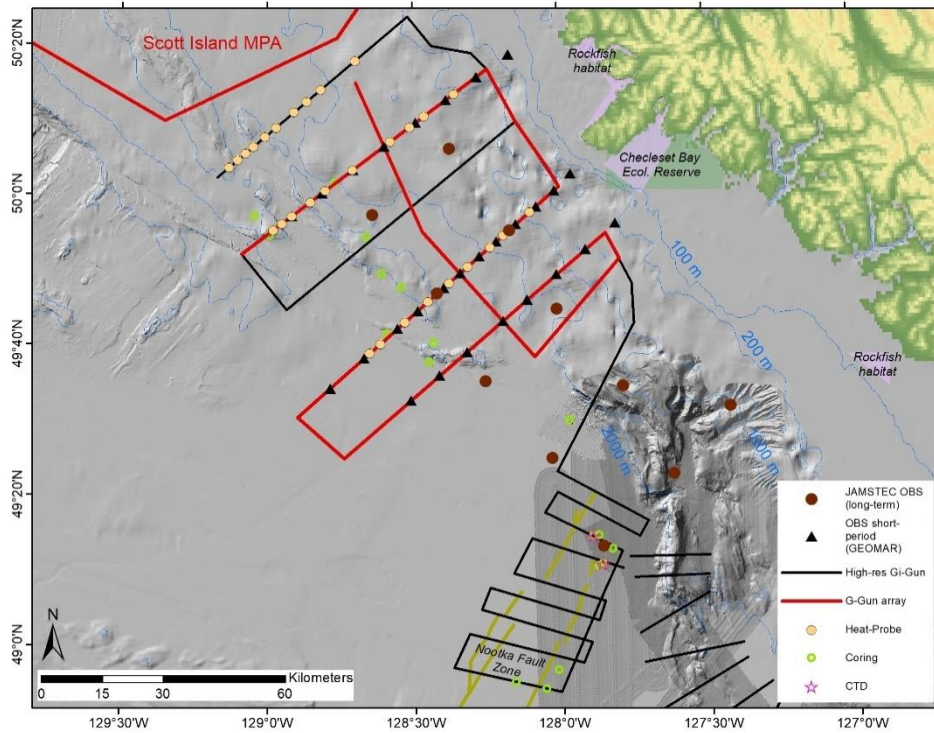 50°20'N
50°0'N
49°40'N
49°20'N
49°0'N
Scott Island MPA
Rockfish
habitat
Checleset Bay
Ecol. Reserve
100 m
200 m
Rockfish
habitat
2000 m
JAMSTEC OBS
(long-term)
OBS short-
period
(GEOMAR)
High-res Gi-Gun
G-Gun array
Heat-Probe
Coring
CTD
Nootka Fault
Zone
N
Kilometers
0 15 30 60
129°30'W 129°0'W 128°30'W 128°0'W 127°30'W 127°0'W